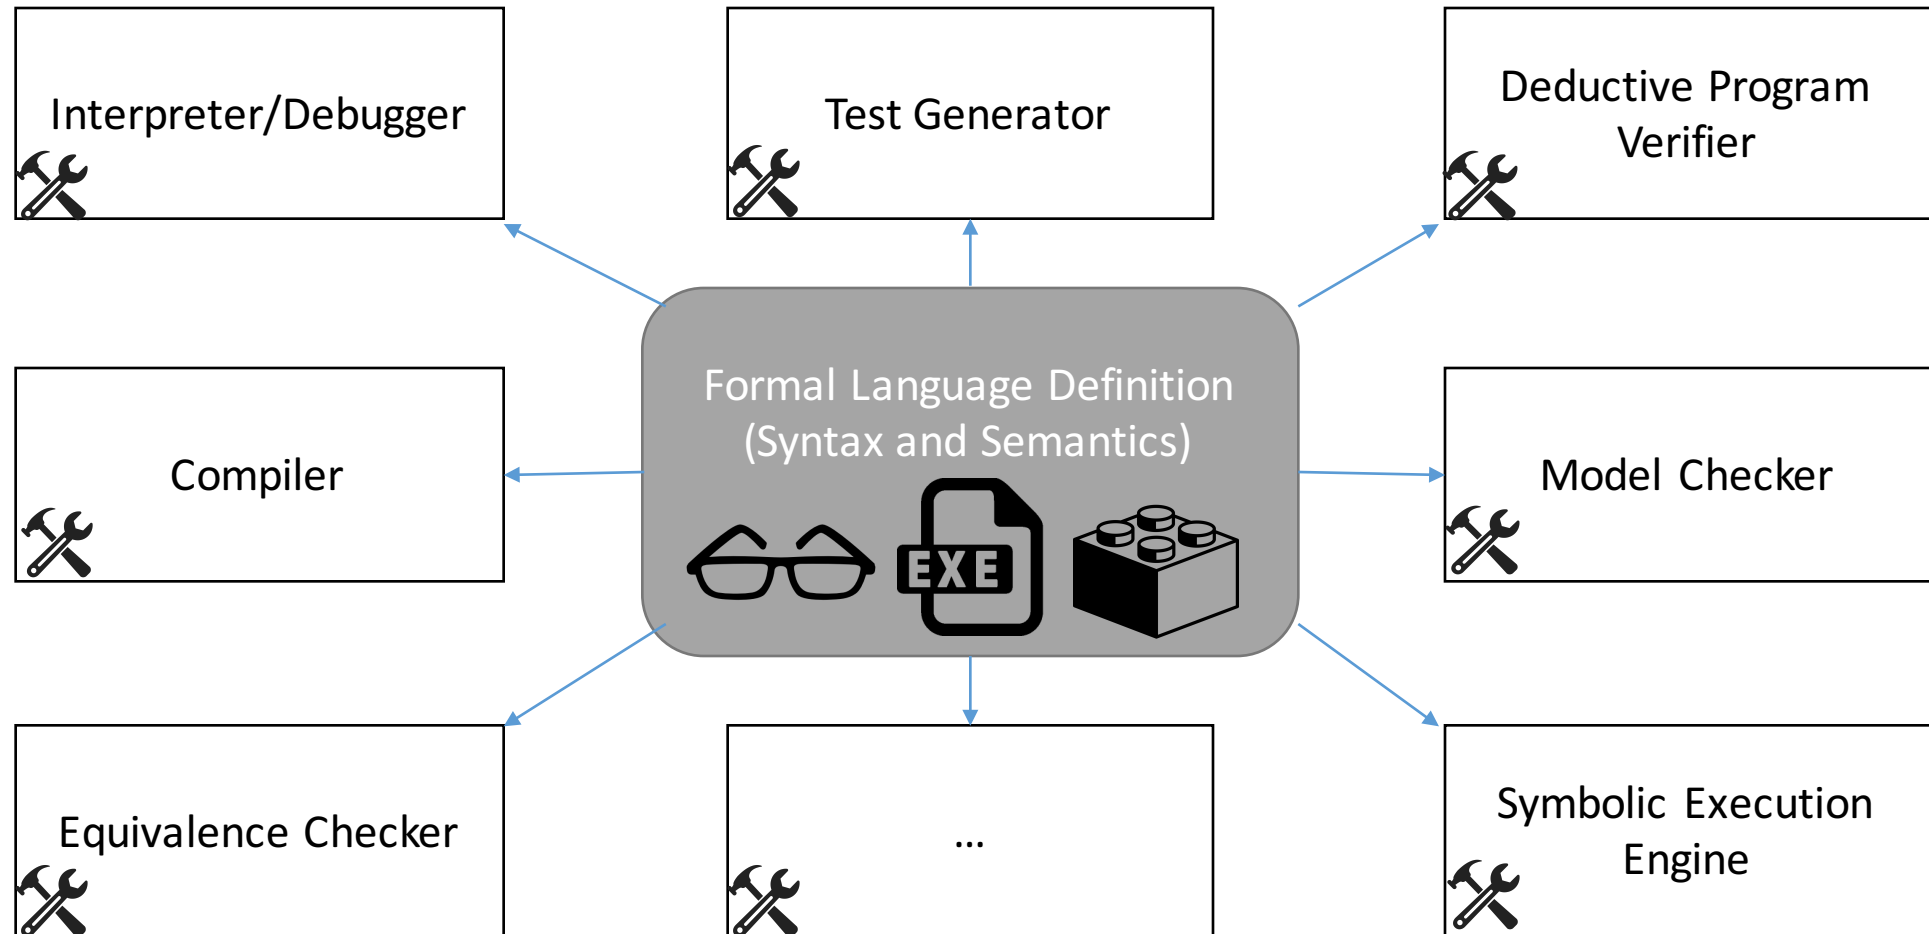 Interpreter/Debugger
Test Generator
Deductive Program
Verifier
Formal Language Definition
(Syntax and Semantics)
EXE
Compiler
Model Checker
Equivalence Checker
...
Symbolic Execution
Engine